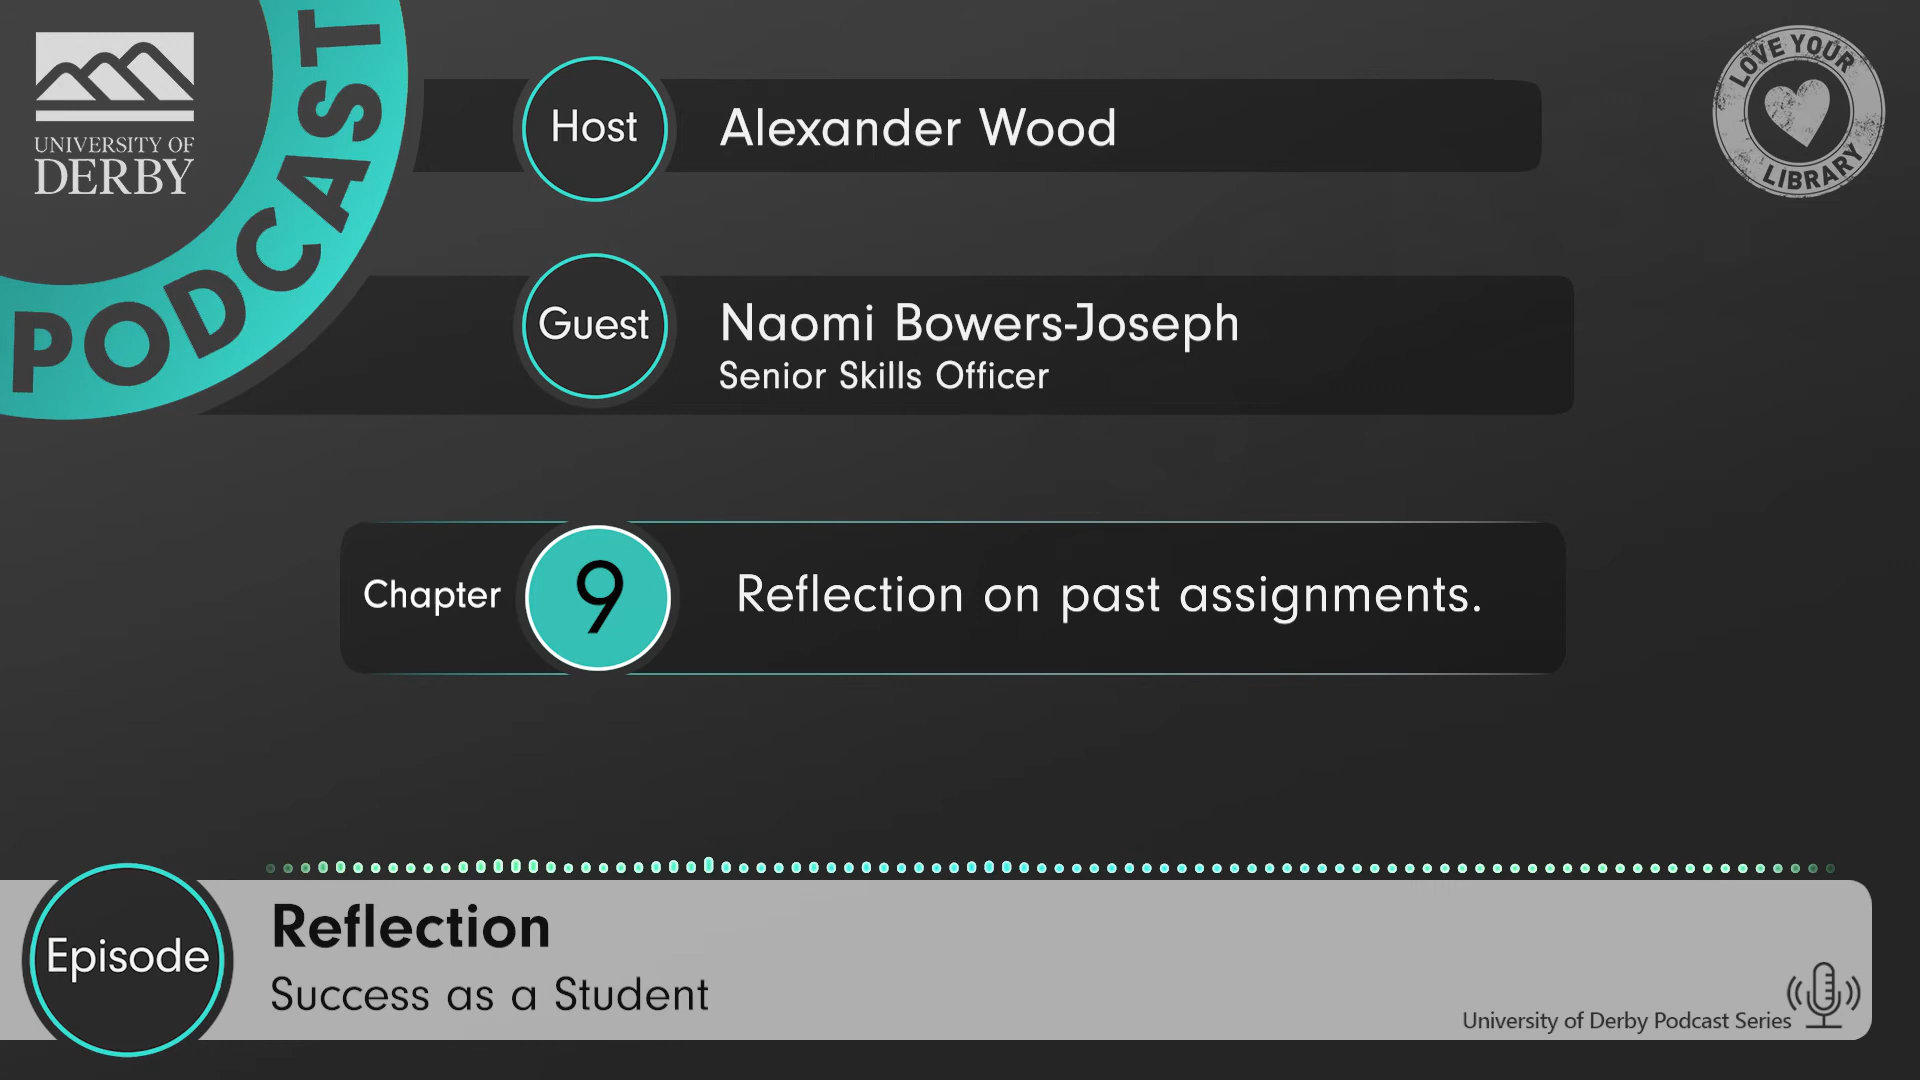 UNIVERSITY OF
DERBY
PODCAST
Host
Alexander Wood
LOVE YOUR
LIBRARY
Guest
Naomi Bowers-Joseph
Senior Skills Officer
Chapter
9
Reflection on past assignments.
Episode
Reflection
Success as a Student
University of Derby Podcast Series